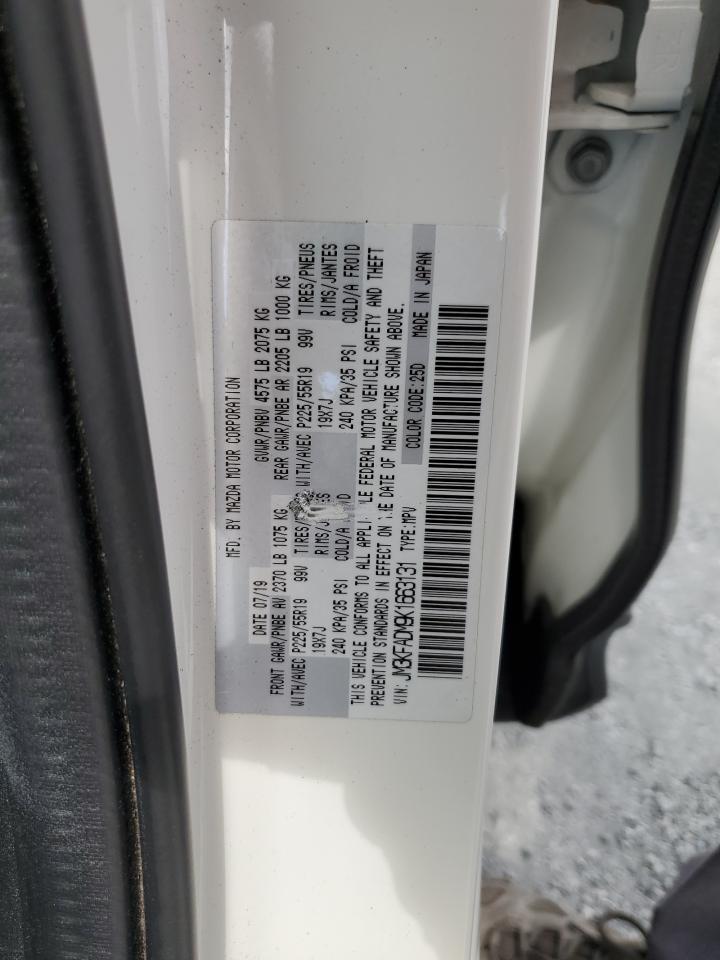 MFD. BY MAZDA MOTOR CORPORATION
DATE 07/19 GVWR/PNBV 4575 LB 2075 KG
FRONT GAWR/PNBE AV 2370 LB 1075 KG REAR GAWR/PNBE AR 2205 LB 1000 KG
WITH/AVEC P225/55R19 99V WITH/AVEC P225/55R19 99V TIRES/PNEUS
19X7J 19X7J RIMS/JANTES
240 KPA/35 PSI COLD/A 240 KPA/35 PSI COLD/A FROID
THIS VEHICLE CONFORMS TO ALL FEDERAL MOTOR VEHICLE SAFETY AND THEFT
PREVENTION STANDARDS IN EFFECT ON DATE OF MANUFACTURE SHOWN ABOVE.
VIN: JM3KFADM9K1663131 TYPE:MPV COLOR CODE:25D MADE IN JAPAN